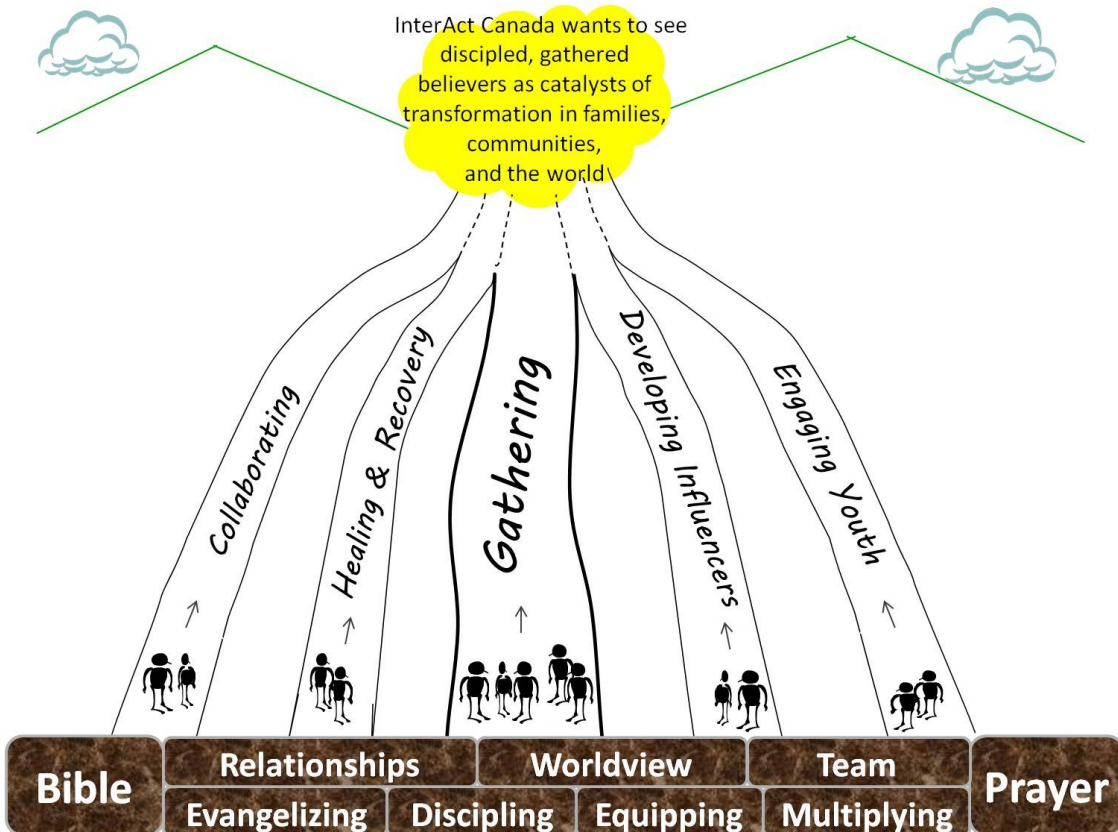 InterAct Canada wants to see
discipled, gathered
believers as catalysts of
transformation in families,
communities,
and the world
Collaborating
Healing & Recovery
Gathering
Developing Influencers
Engaging Youth
Bible
Relationships
Worldview
Team
Prayer
Evangelizing
Discipling
Equipping
Multiplying